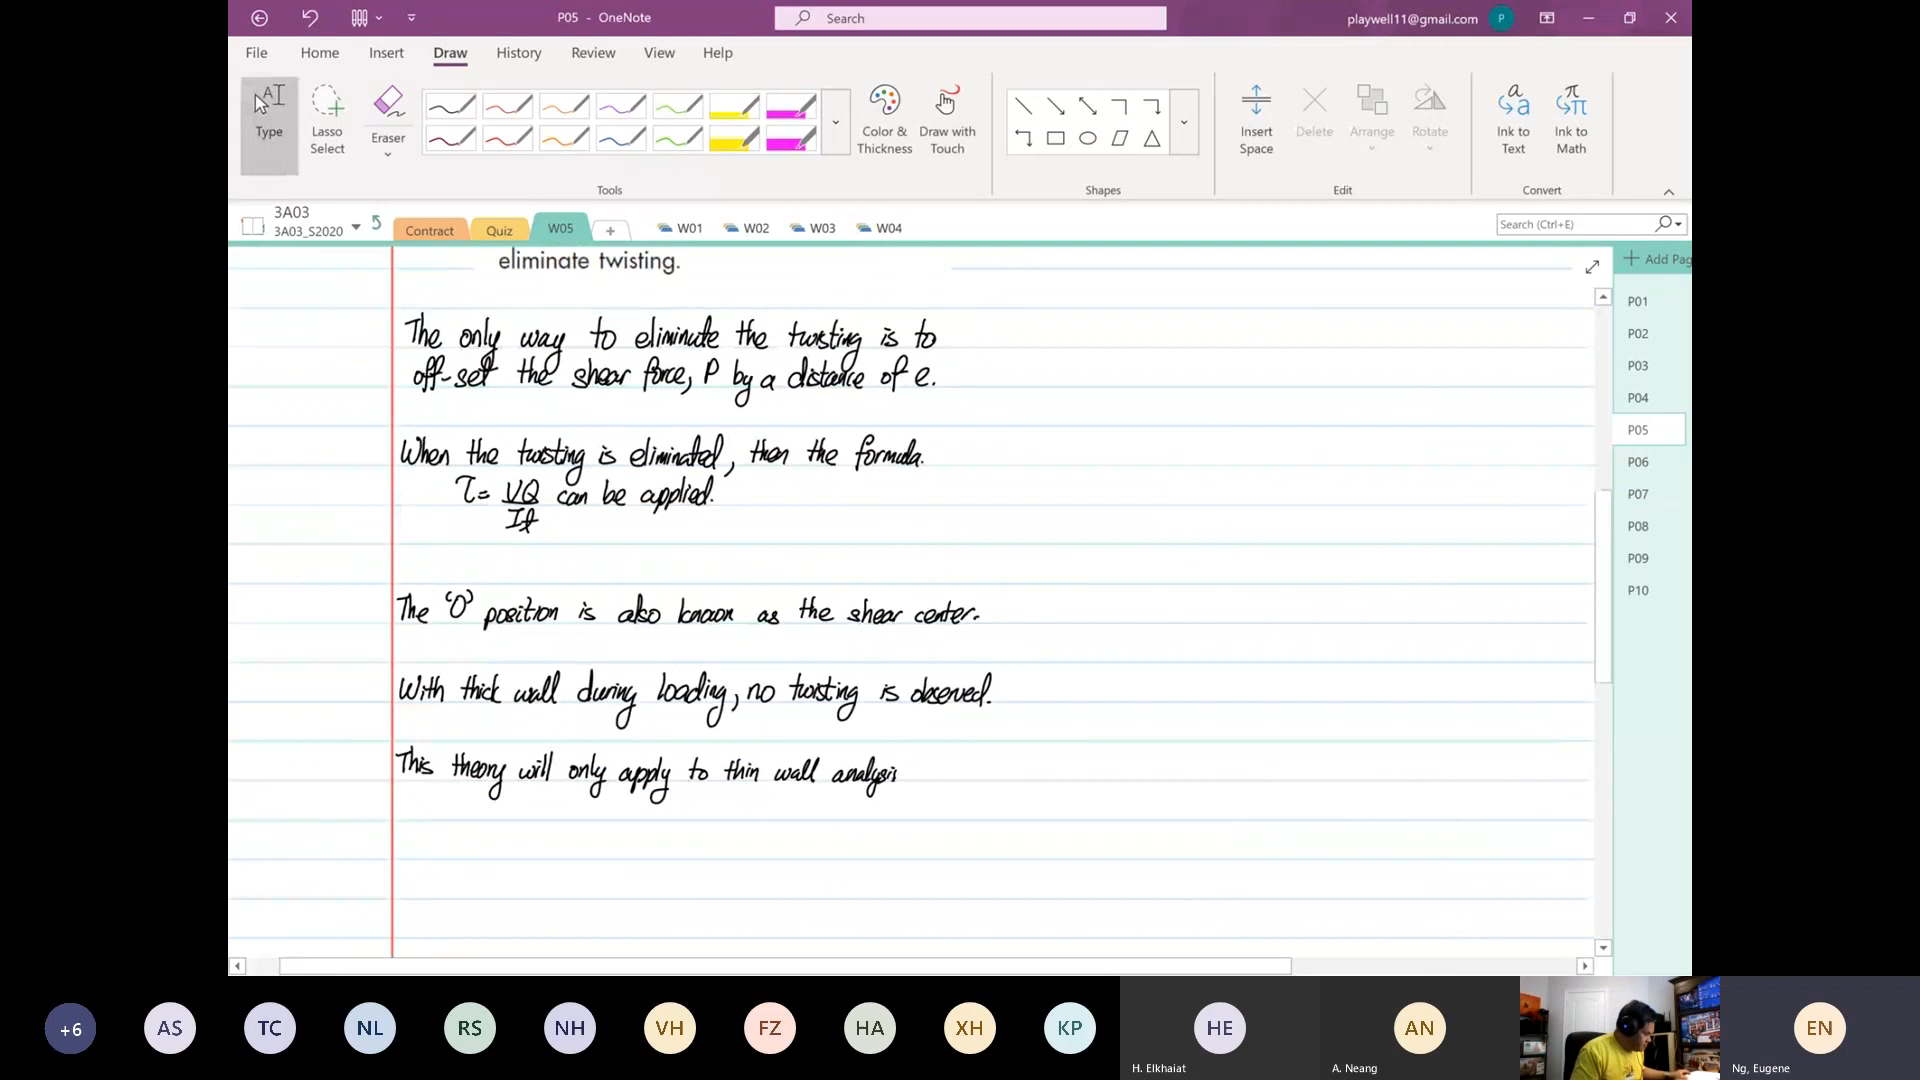 P05 - OneNote
Search
playwell11@gmail.com
P
File
Home
Insert
Draw
History
Review
View
Help
Type
Lasso Select
Eraser
Color & Thickness
Draw with Touch
Insert Space
Delete
Arrange
Rotate
Ink to Text
Ink to Math
Tools
Shapes
Edit
Convert
3A03
3A03_S2020
Contract
Quiz
W05
W01
W02
W03
W04
Search (Ctrl+E)
eliminate twisting.
Add Pag
P01
P02
P03
P04
P05
P06
P07
P08
P09
P10
The only way to eliminate the twisting is to
off-set the shear force, P by a distance of e.
When the twisting is eliminated, then the formula.
τ = VQ/It can be applied.
The "O" position is also known as the shear center.
With thick wall during loading, no twisting is observed.
This theory will only apply to thin wall analysis
+6
AS
TC
NL
RS
NH
VH
FZ
HA
XH
KP
HE
H. Elkhaiat
AN
A. Neang
EN
Ng, Eugene